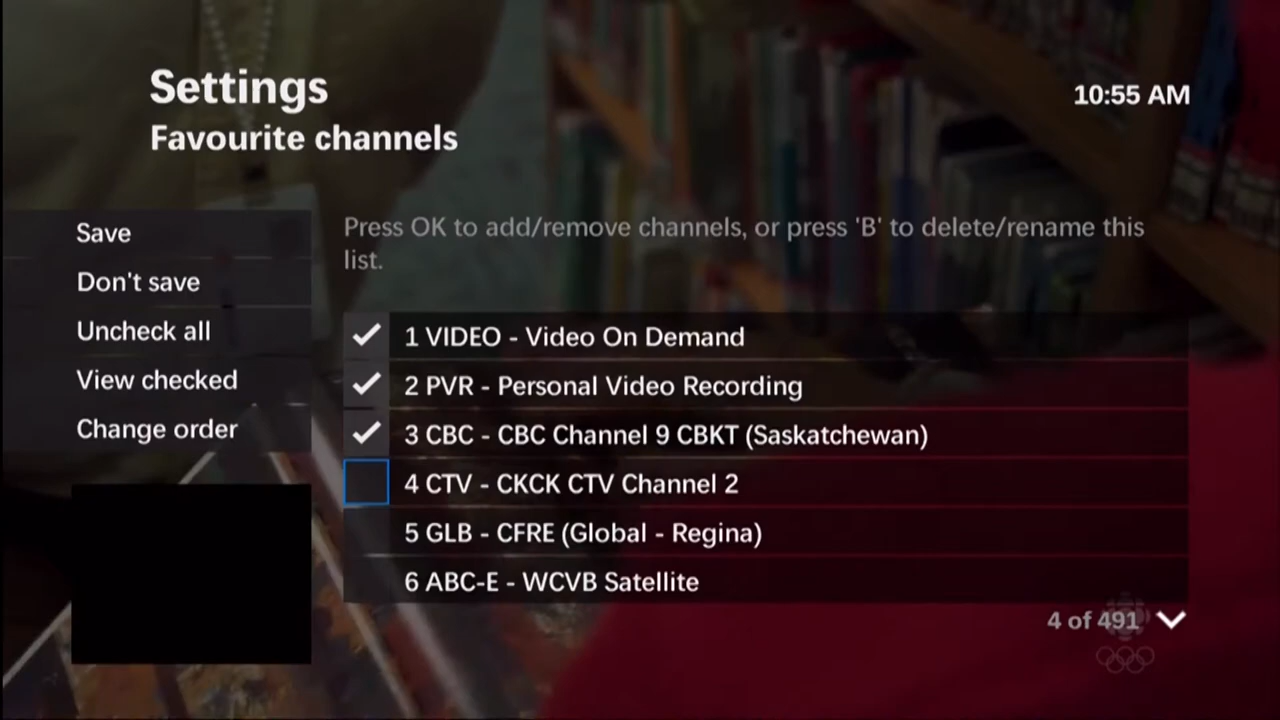 Settings
10:55 AM
Favourite channels
Save
Don't save
Uncheck all
View checked
Change order
Press OK to add/remove channels, or press 'B' to delete/rename this
list.
1 VIDEO - Video On Demand
2 PVR - Personal Video Recording
3 CBC - CBC Channel 9 CBKT (Saskatchewan)
4 CTV - CKCK CTV Channel 2
5 GLB - CFRE (Global - Regina)
6 ABC-E - WCVB Satellite
4 of 491